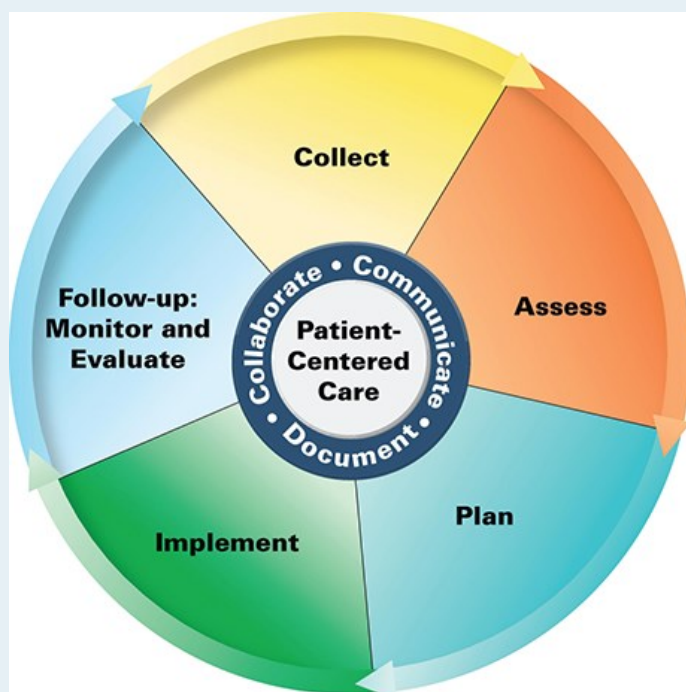 Collect
Assess
Plan
Implement
Follow-up:
Monitor and
Evaluate
Collaborate • Communicate • Document •
Patient-
Centered
Care